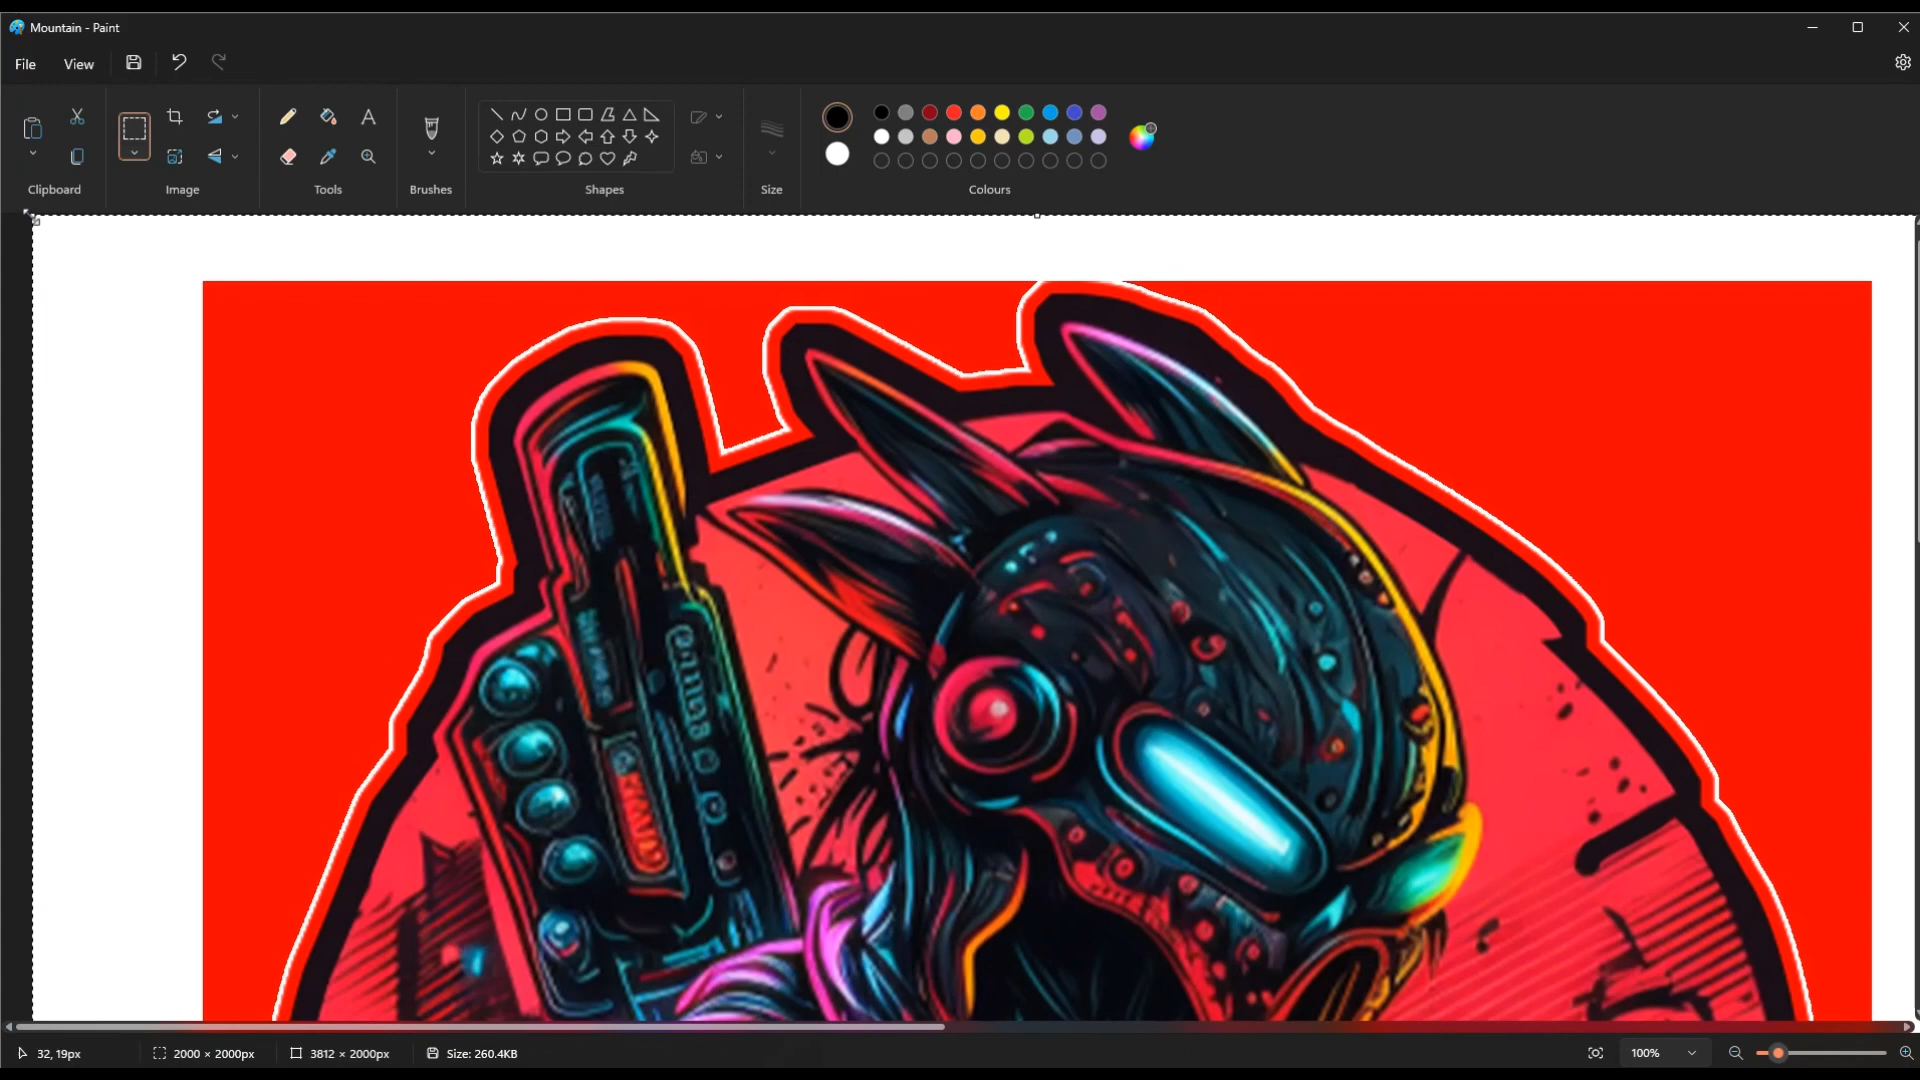 Mountain - Paint
File
View
Clipboard
Image
Tools
Brushes
Shapes
Size
Colours
32, 19px
2000 × 2000px
3812 × 2000px
Size: 260.4KB
100%